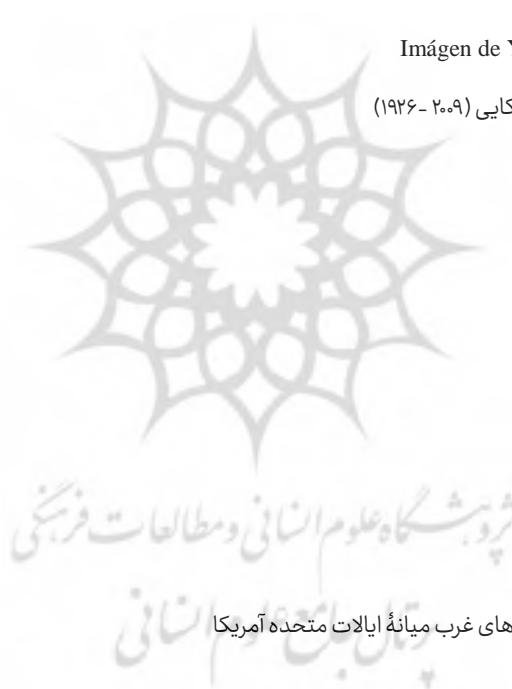 Imágen de Y
کایی (۲۰۰۹ -۱۹۲۶)
پژوهشگاه علوم انسانی و مطالعات فرهنگی
های غرب میانهٔ ایالات متحده آمریکا
پرتال جامع علوم انسانی